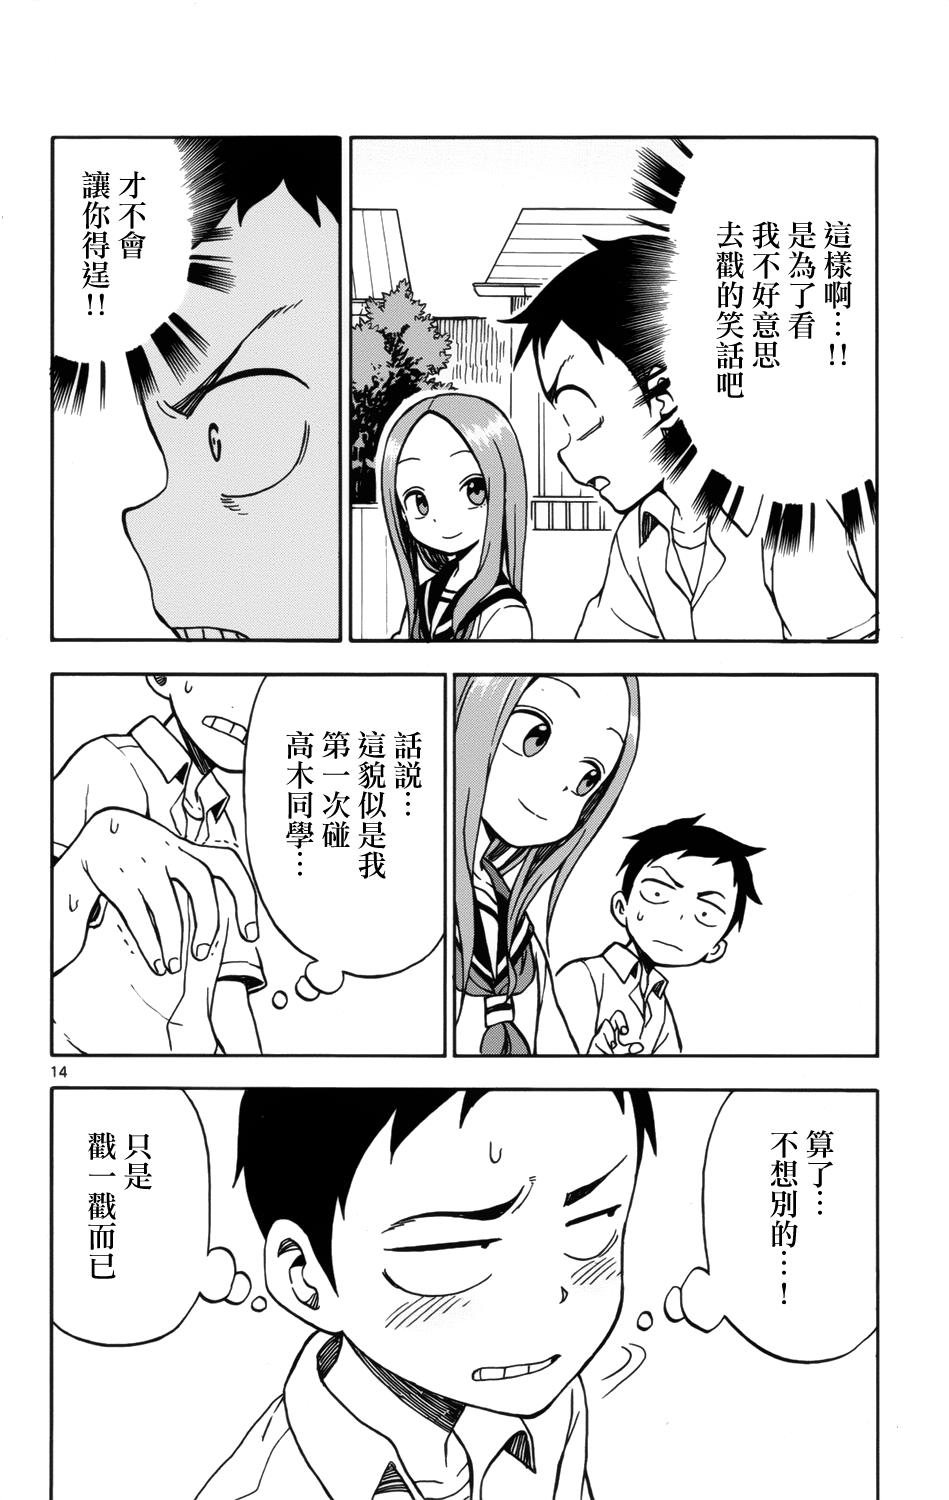 這樣啊…!!
是為了看
我不好意思
去戳的笑話吧
才不會
讓你得逞!!
話説…
這貌似是我
第一次碰
高木同學…
14
算了…
不想別的…!
只是
戳一戳而已